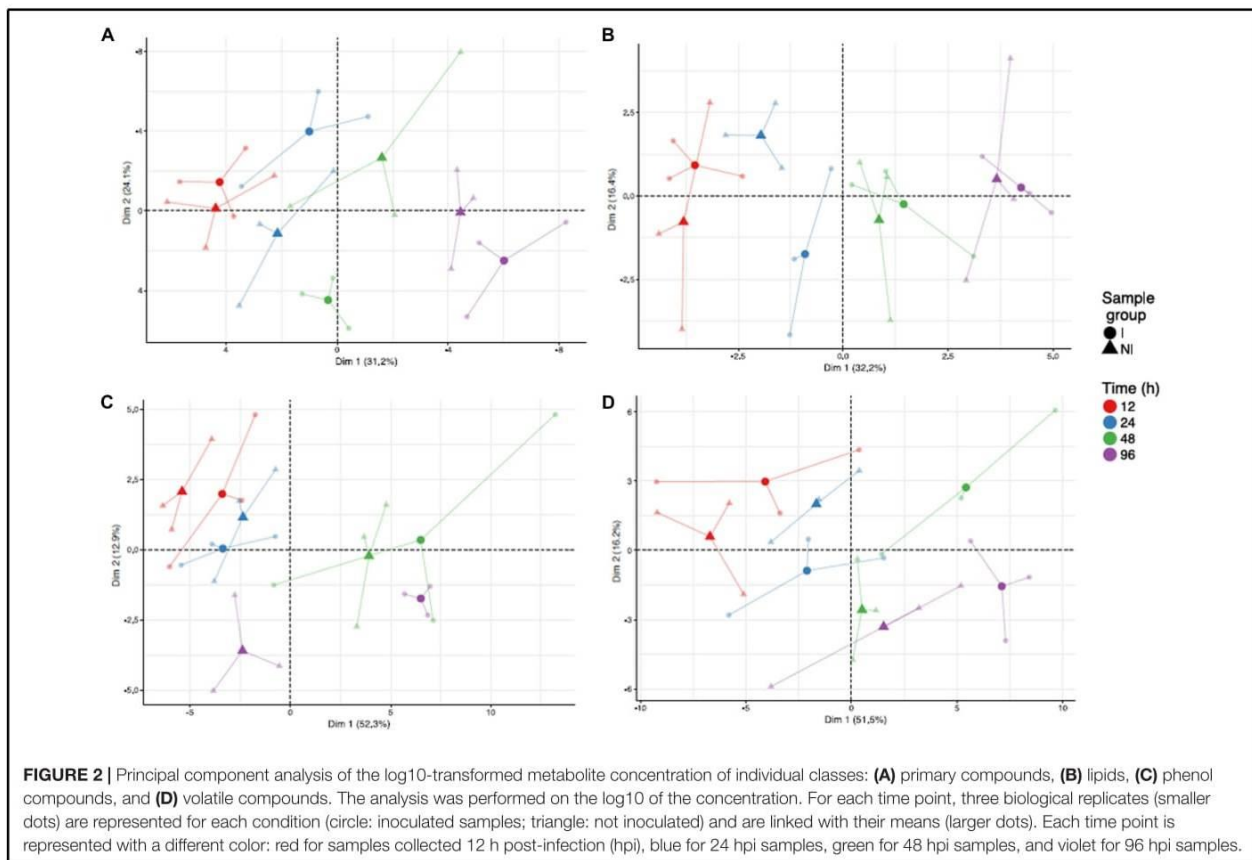 A
-8
-4
0
4
Dim 2 (24.1%)
4
0
-4
-8
Dim 1 (31,2%)
B
2,5
0,0
-2,5
Dim 2 (16.4%)
-2,5
0,0
2,5
5,0
Dim 1 (32,2%)
Sample
group
I
NI
Time (h)
12
24
48
96
C
5,0
2,5
0,0
-2,5
-5,0
Dim 2 (12.9%)
-5
0
5
10
Dim 1 (52,3%)
D
6
3
0
-3
-6
Dim 2 (16.2%)
-10
-5
0
5
10
Dim 1 (51,5%)
FIGURE 2 | Principal component analysis of the log10-transformed metabolite concentration of individual classes: (A) primary compounds, (B) lipids, (C) phenol
compounds, and (D) volatile compounds. The analysis was performed on the log10 of the concentration. For each time point, three biological replicates (smaller
dots) are represented for each condition (circle: inoculated samples; triangle: not inoculated) and are linked with their means (larger dots). Each time point is
represented with a different color: red for samples collected 12 h post-infection (hpi), blue for 24 hpi samples, green for 48 hpi samples, and violet for 96 hpi samples.